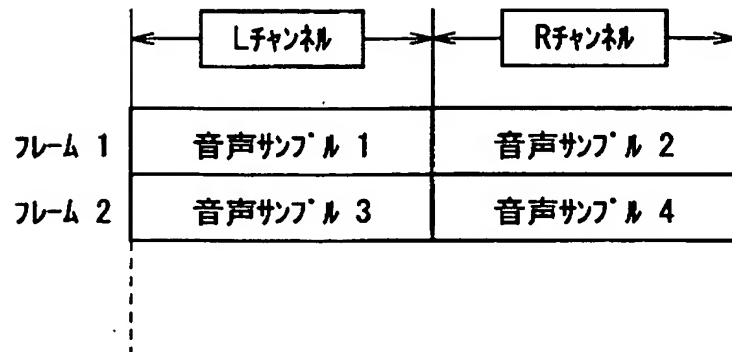 Lチャンネル Rチャンネル
フレーム 1 音声サンプル 1 音声サンプル 2
フレーム 2 音声サンプル 3 音声サンプル 4